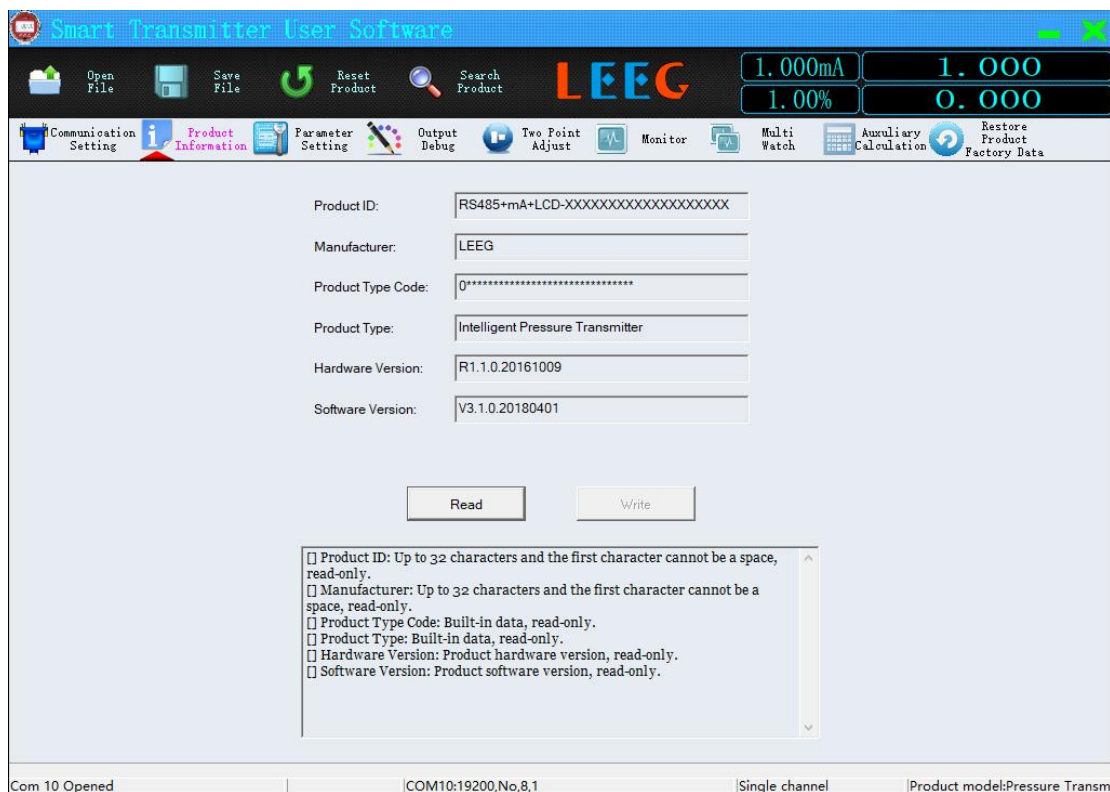 Smart Transmitter User Software
Open File
Save File
Reset Product
Search Product
LEEG
1.000mA
1.00%
1.000
0.000
Communication Setting
Product Information
Parameter Setting
Output Debug
Two Point Adjust
Monitor
Multi Watch
Auxuliary Calculation
Restore Product Factory Data
Product ID: RS485+mA+LCD-XXXXXXXXXXXXXXXXXXX
Manufacturer: LEEG
Product Type Code: 0*******************************
Product Type: Intelligent Pressure Transmitter
Hardware Version: R1.1.0.20161009
Software Version: V3.1.0.20180401
Read
Write
[] Product ID: Up to 32 characters and the first character cannot be a space,
read-only.
[] Manufacturer: Up to 32 characters and the first character cannot be a
space, read-only.
[] Product Type Code: Built-in data, read-only.
[] Product Type: Built-in data, read-only.
[] Hardware Version: Product hardware version, read-only.
[] Software Version: Product software version, read-only.
Com 10 Opened
COM10:19200,No,8,1
Single channel
Product model:Pressure Transm